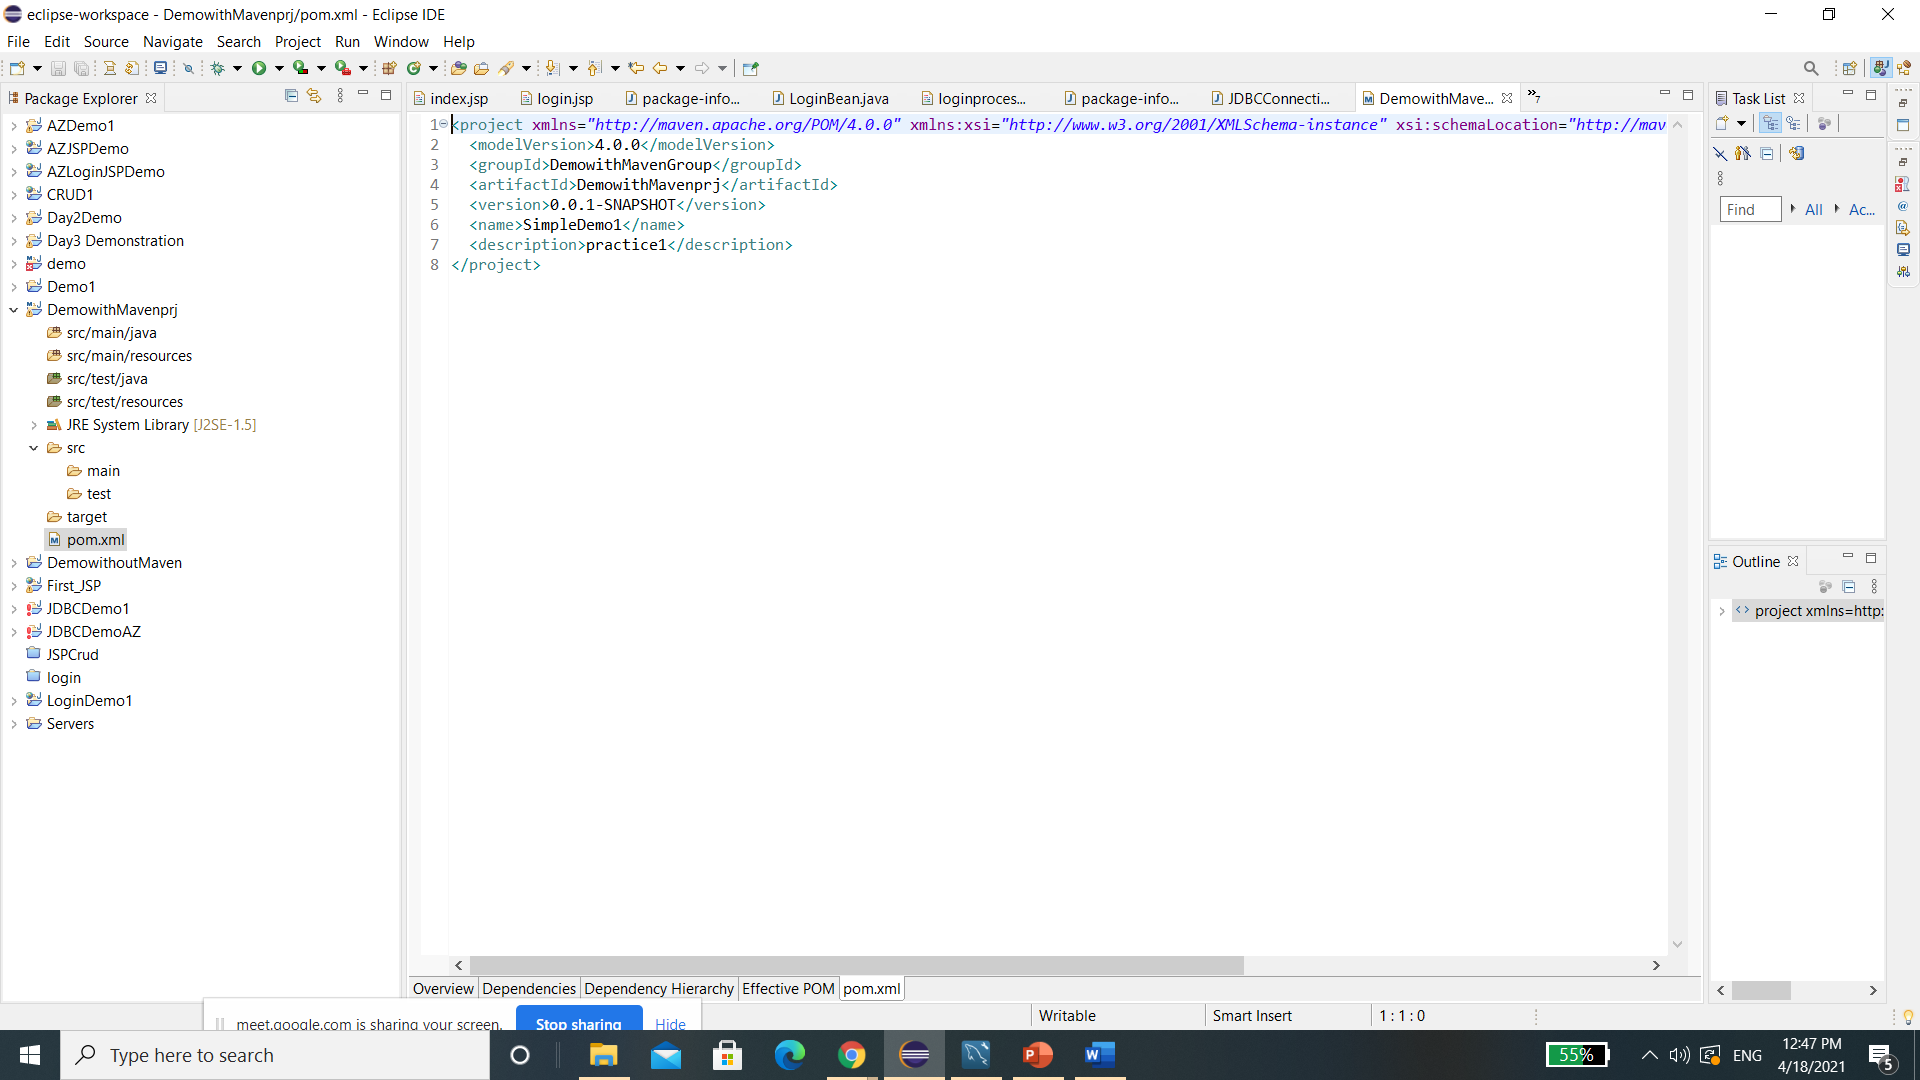 eclipse-workspace - DemowithMavenprj/pom.xml - Eclipse IDE
File Edit Source Navigate Search Project Run Window Help
Package Explorer
AZDemo1
AZJSPDemo
AZLoginJSPDemo
CRUD1
Day2Demo
Day3 Demonstration
demo
Demo1
DemowithMavenprj
src/main/java
src/main/resources
src/test/java
src/test/resources
JRE System Library [J2SE-1.5]
src
main
test
target
pom.xml
DemowithoutMaven
First_JSP
JDBCDemo1
JDBCDemoAZ
JSPCrud
login
LoginDemo1
Servers
index.jsp login.jsp package-info... LoginBean.java loginproces... package-info... JDBCConnecti... DemowithMave... »7
1 <project xmlns="http://maven.apache.org/POM/4.0.0" xmlns:xsi="http://www.w3.org/2001/XMLSchema-instance" xsi:schemaLocation="http://mav
2 <modelVersion>4.0.0</modelVersion>
3 <groupId>DemowithMavenGroup</groupId>
4 <artifactId>DemowithMavenprj</artifactId>
5 <version>0.0.1-SNAPSHOT</version>
6 <name>SimpleDemo1</name>
7 <description>practice1</description>
8 </project>
Overview Dependencies Dependency Hierarchy Effective POM pom.xml
Task List
Find All Ac...
Outline
project xmlns=http:
meet.google.com is sharing your screen. Stop sharing Hide
Writable Smart Insert 1 : 1 : 0
Type here to search
55% ENG 12:47 PM
4/18/2021
5